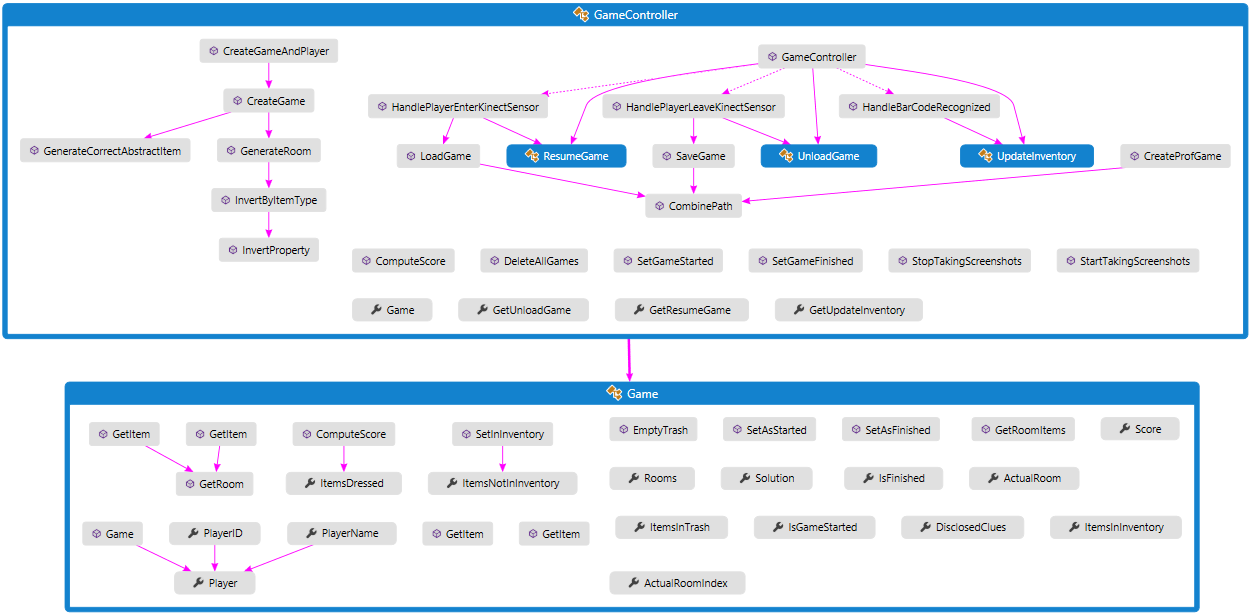 GameController
CreateGameAndPlayer
GameController
CreateGame
HandlePlayerEnterKinectSensor
HandlePlayerLeaveKinectSensor
HandleBarCodeRecognized
GenerateCorrectAbstractItem
GenerateRoom
LoadGame
ResumeGame
SaveGame
UnloadGame
UpdateInventory
CreateProfGame
InvertByItemType
CombinePath
InvertProperty
ComputeScore
DeleteAllGames
SetGameStarted
SetGameFinished
StopTakingScreenshots
StartTakingScreenshots
Game
GetUnloadGame
GetResumeGame
GetUpdateInventory
Game
GetItem
GetItem
ComputeScore
SetInInventory
EmptyTrash
SetAsStarted
SetAsFinished
GetRoomItems
Score
GetRoom
ItemsDressed
ItemsNotInInventory
Rooms
Solution
IsFinished
ActualRoom
Game
PlayerID
PlayerName
GetItem
GetItem
ItemsInTrash
IsGameStarted
DisclosedClues
ItemsInInventory
Player
ActualRoomIndex